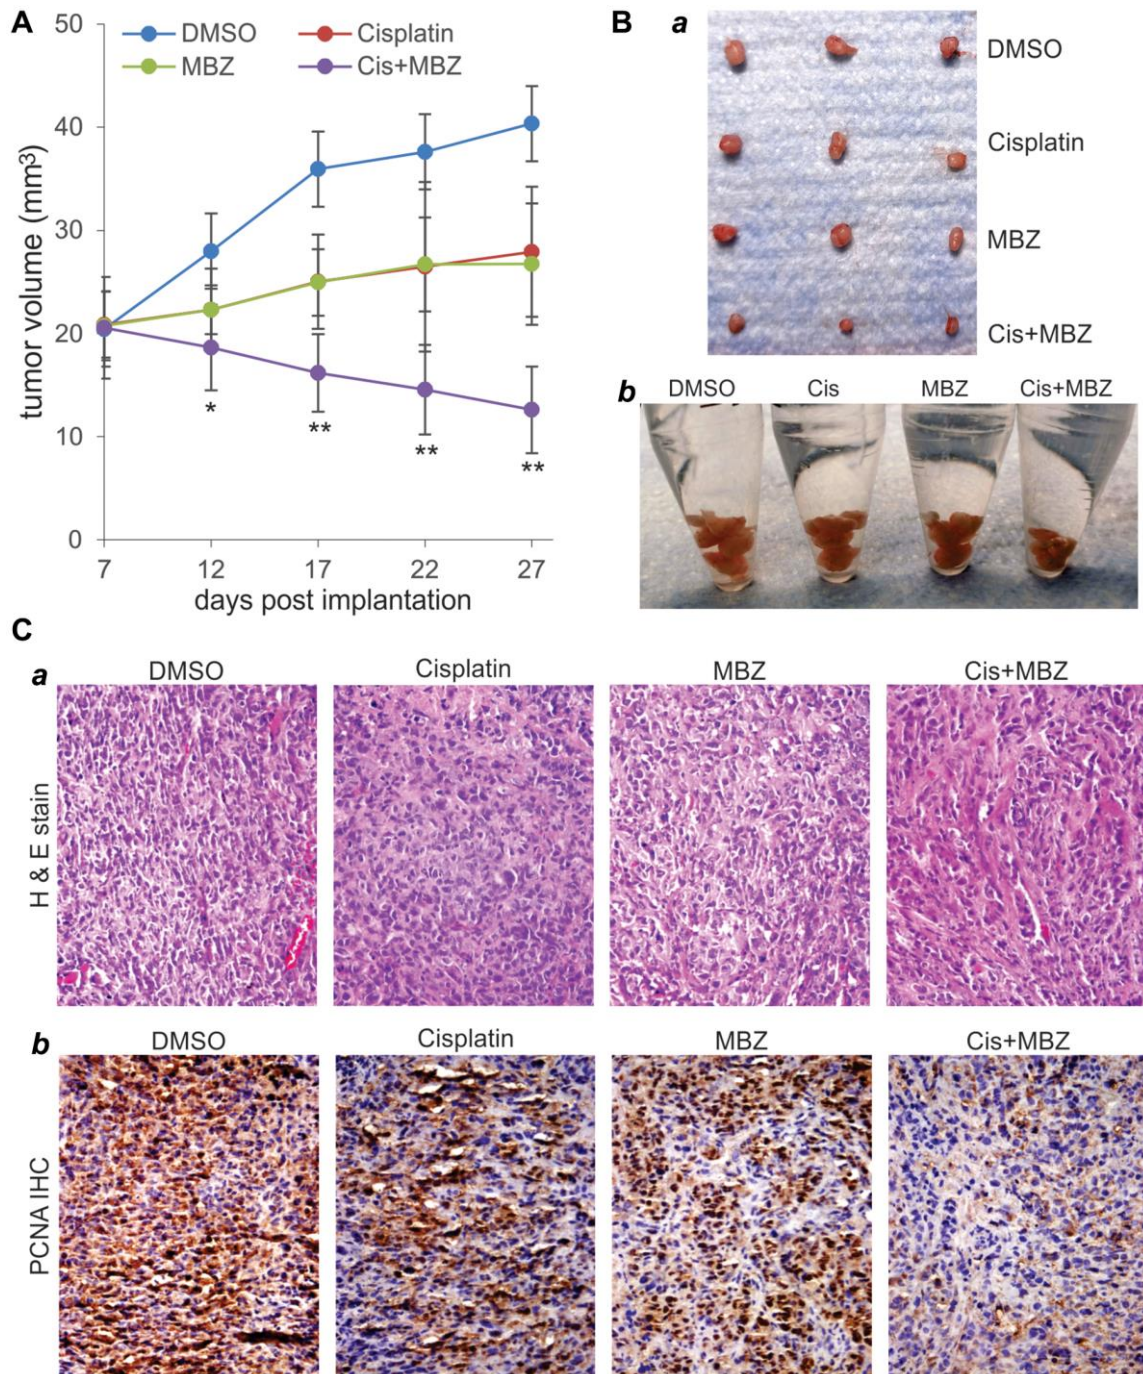 A
50
40
30
20
10
0
tumor volume (mm³)
DMSO
Cisplatin
MBZ
Cis+MBZ
*
**
**
**
7 12 17 22 27
days post implantation
B a
DMSO
Cisplatin
MBZ
Cis+MBZ
b
DMSO Cis MBZ Cis+MBZ
C
a
DMSO Cisplatin MBZ Cis+MBZ
H & E stain
b
DMSO Cisplatin MBZ Cis+MBZ
PCNA IHC